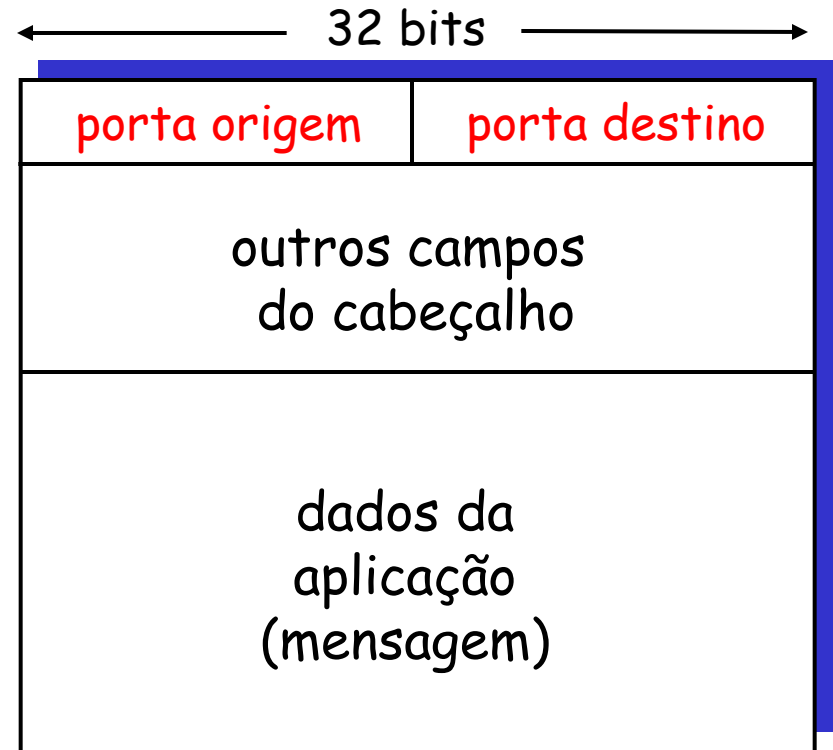 32 bits
porta origem
porta destino
outros campos
do cabeçalho
dados da
aplicação
(mensagem)